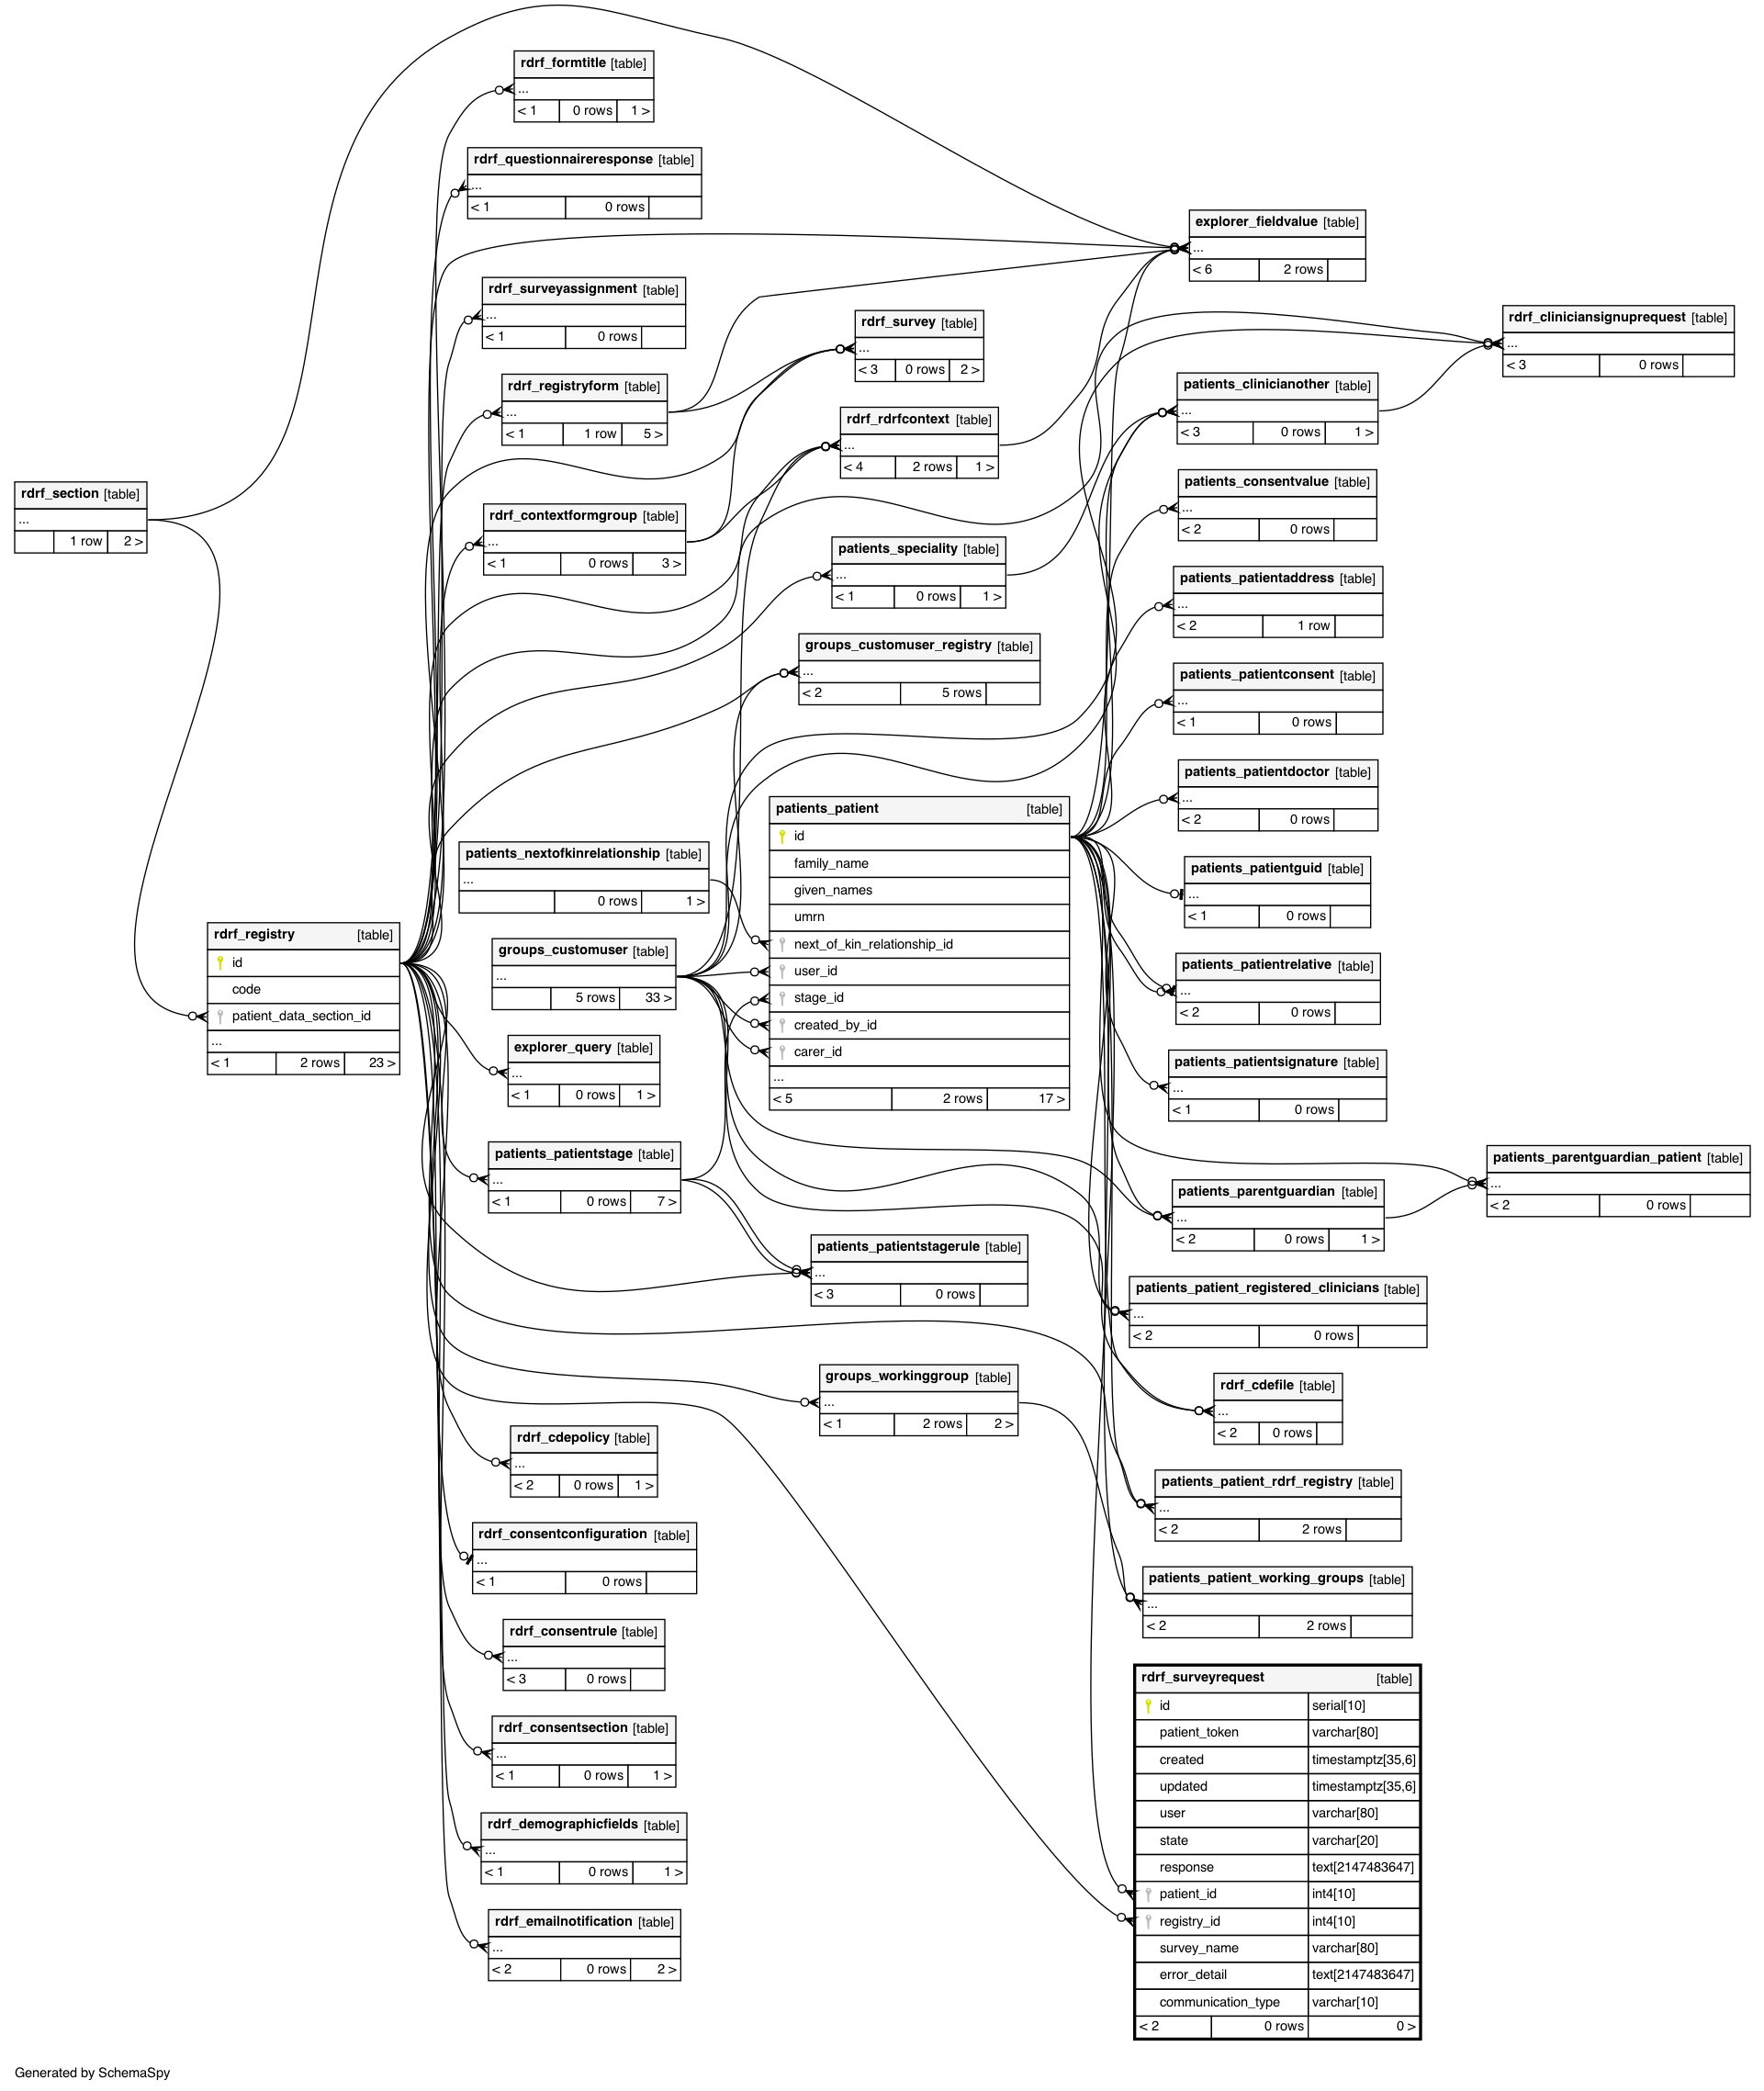 rdrf_formtitle [table]
...
< 1 0 rows 1 >
rdrf_questionnaireresponse [table]
...
< 1 0 rows
explorer_fieldvalue [table]
...
< 6 2 rows
rdrf_surveyassignment [table]
...
< 1 0 rows
rdrf_survey [table]
...
< 3 0 rows 2 >
rdrf_cliniciansignuprequest [table]
...
< 3 0 rows
rdrf_registryform [table]
...
< 1 1 row 5 >
rdrf_rdrfcontext [table]
...
< 4 2 rows 1 >
patients_clinicianother [table]
...
< 3 0 rows 1 >
rdrf_section [table]
...
1 row 2 >
rdrf_contextformgroup [table]
...
< 1 0 rows 3 >
patients_consentvalue [table]
...
< 2 0 rows
patients_speciality [table]
...
< 1 0 rows 1 >
patients_patientaddress [table]
...
< 2 1 row
groups_customuser_registry [table]
...
< 2 5 rows
patients_patientconsent [table]
...
< 1 0 rows
patients_patientdoctor [table]
...
< 2 0 rows
patients_patient [table]
id
family_name
given_names
umrn
next_of_kin_relationship_id
user_id
stage_id
created_by_id
carer_id
...
< 5 2 rows 17 >
patients_nextofkinrelationship [table]
...
0 rows 1 >
patients_patientguid [table]
...
< 1 0 rows
rdrf_registry [table]
id
code
patient_data_section_id
...
< 1 2 rows 23 >
groups_customuser [table]
...
5 rows 33 >
patients_patientrelative [table]
...
< 2 0 rows
explorer_query [table]
...
< 1 0 rows 1 >
patients_patientsignature [table]
...
< 1 0 rows
patients_patientstage [table]
...
< 1 0 rows 7 >
patients_parentguardian_patient [table]
...
< 2 0 rows
patients_parentguardian [table]
...
< 2 0 rows 1 >
patients_patientstagerule [table]
...
< 3 0 rows
patients_patient_registered_clinicians [table]
...
< 2 0 rows
groups_workinggroup [table]
...
< 1 2 rows 2 >
rdrf_cdefile [table]
...
< 2 0 rows
rdrf_cdepolicy [table]
...
< 2 0 rows 1 >
patients_patient_rdrf_registry [table]
...
< 2 2 rows
rdrf_consentconfiguration [table]
...
< 1 0 rows
patients_patient_working_groups [table]
...
< 2 2 rows
rdrf_consentrule [table]
...
< 3 0 rows
rdrf_consentsection [table]
...
< 1 0 rows 1 >
rdrf_demographicfields [table]
...
< 1 0 rows 1 >
rdrf_emailnotification [table]
...
< 2 0 rows 2 >
rdrf_surveyrequest [table]
id serial[10]
patient_token varchar[80]
created timestamptz[35,6]
updated timestamptz[35,6]
user varchar[80]
state varchar[20]
response text[2147483647]
patient_id int4[10]
registry_id int4[10]
survey_name varchar[80]
error_detail text[2147483647]
communication_type varchar[10]
< 2 0 rows 0 >
Generated by SchemaSpy